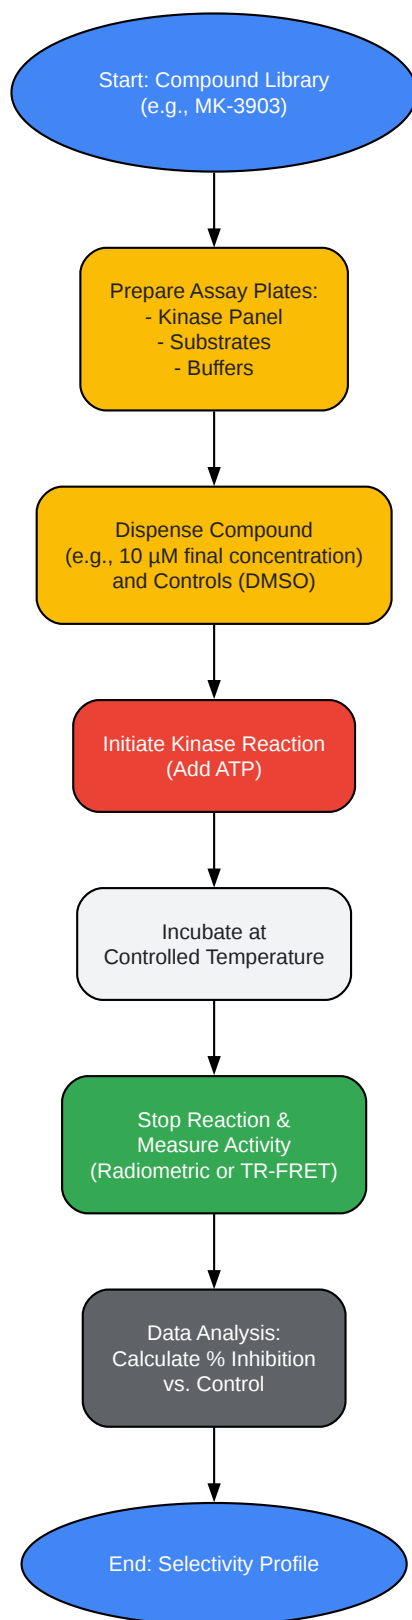 Start: Compound Library
(e.g., MK-3903)
Prepare Assay Plates:
- Kinase Panel
- Substrates
- Buffers
Dispense Compound
(e.g., 10 µM final concentration)
and Controls (DMSO)
Initiate Kinase Reaction
(Add ATP)
Incubate at
Controlled Temperature
Stop Reaction &
Measure Activity
(Radiometric or TR-FRET)
Data Analysis:
Calculate % Inhibition
vs. Control
End: Selectivity Profile